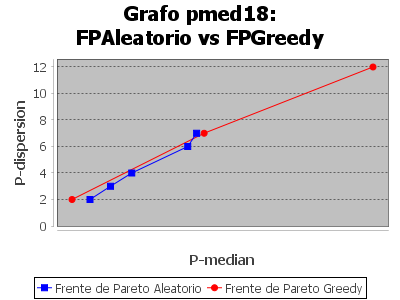 Grafo pmed18:
FPAleatorio vs FPGreedy
P-dispersion
12
10
8
6
4
2
0
P-median
Frente de Pareto Aleatorio
Frente de Pareto Greedy